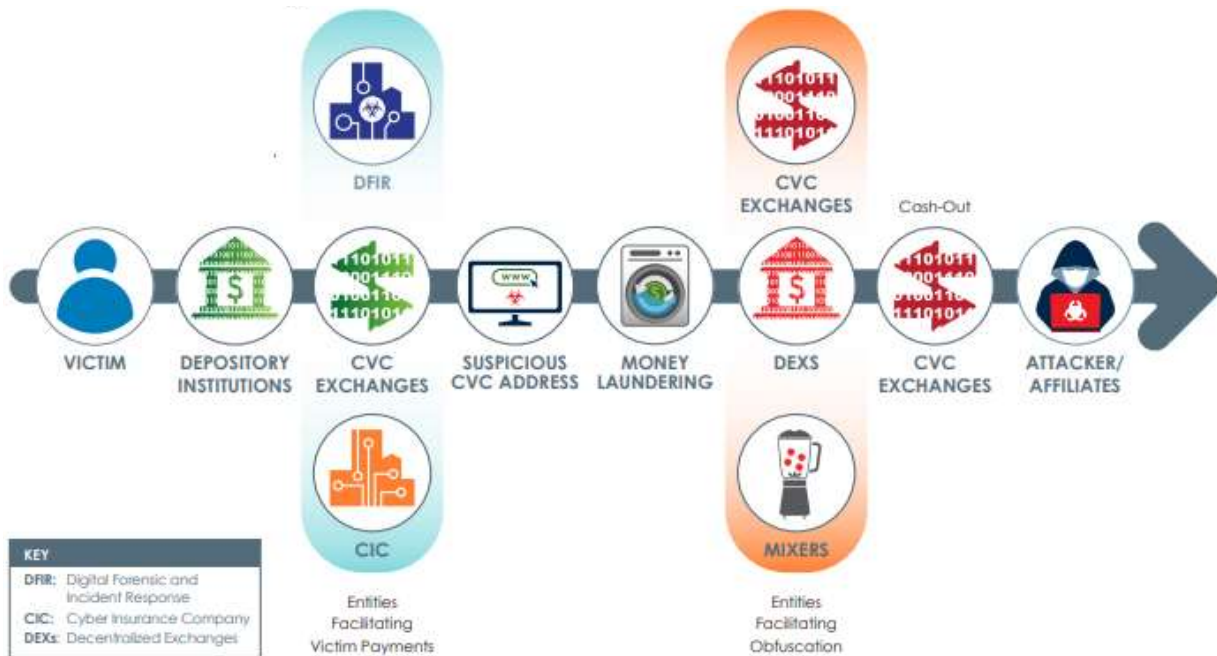 DFIR
CVC
EXCHANGES
Cash-Out
www
VICTIM
DEPOSITORY
INSTITUTIONS
CVC
EXCHANGES
SUSPICIOUS
CVC ADDRESS
MONEY
LAUNDERING
DEXS
CVC
EXCHANGES
ATTACKER/
AFFILIATES
CIC
MIXERS
Entities
Facilitating
Victim Payments
Entities
Facilitating
Obfuscation
KEY
DFIR: Digital Forensic and
Incident Response
CIC: Cyber Insurance Company
DEXs: Decentralized Exchanges